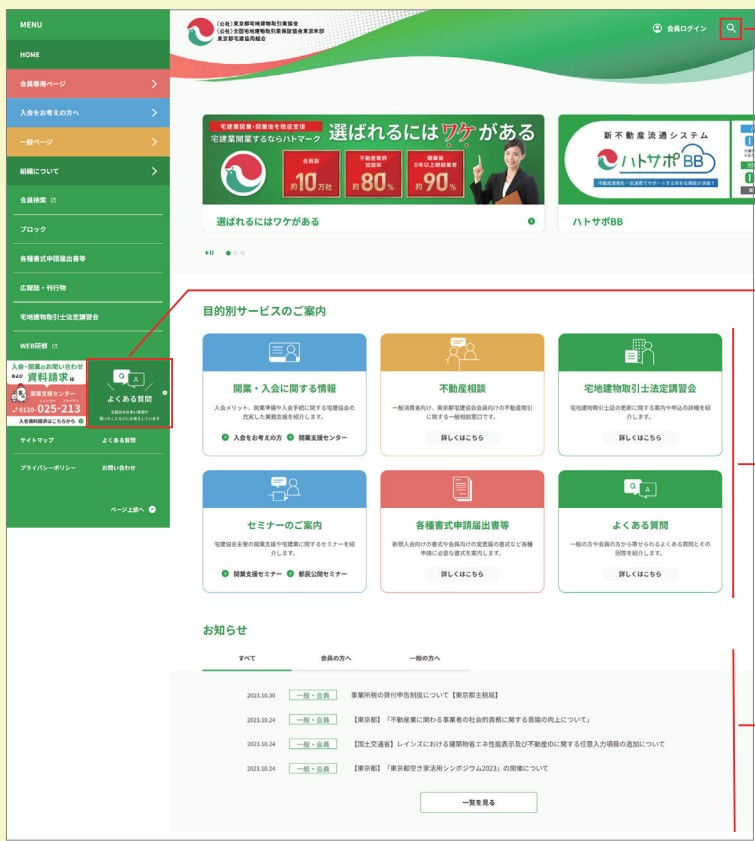 MENU
HOME
会員専用ページ
入会をお考えの方へ
一般ページ
組織について
会員検索
ブロック
各種書式申請届出書等
広報誌・刊行物
宅地建物取引士法定講習会
WEB研修
入会・開業のお問い合わせ
および 資料請求 は
開業支援センター
0120-025-213
入会資料請求はこちらから
Q A
よくある質問
サイトマップ
よくある質問
プライバシーポリシー
お問い合わせ
ページ上部へ
(公社)東京都宅地建物取引業協会
(公社)全国宅地建物取引業保証協会東京本部
東京都宅建協同組合
会員ログイン
宅建業開業・開業後を徹底支援
宅建業開業するならハトマーク
選ばれるにはワケがある
会員数
約10万社
不動産業界
加盟率
約80%
開業後
5年以上継続業者
約90%
選ばれるにはワケがある
新不動産流通システム
ハトサポBB
ハトサポBB
目的別サービスのご案内
開業・入会に関する情報
入会メリット、開業準備や入会手続に関する宅建協会の
充実した業務支援を紹介します。
入会をお考えの方 開業支援センター
不動産相談
一般消費者向け、東京都宅建協会会員向けの不動産取引
に関する一般相談窓口です。
詳しくはこちら
宅地建物取引士法定講習会
宅地建物取引士証の更新に関する案内や申込の詳細を紹
介します。
詳しくはこちら
セミナーのご案内
宅建協会主催の開業支援や宅建業に関するセミナーを紹
介します。
開業支援セミナー 都民公開セミナー
各種書式申請届出書等
新規入会向けの書式や会員向けの変更届の書式など各種
申請に必要な書式を案内します。
詳しくはこちら
Q A
よくある質問
一般の方や会員の方から寄せられるよくある質問とその
回答を紹介します。
詳しくはこちら
お知らせ
すべて 会員の方へ 一般の方へ
2023.10.30 一般・会員 事業所税の貸付申告制度について【東京都主税局】
2023.10.24 一般・会員 【東京都】「不動産業に関わる事業者の社会的責務に関する意識の向上について」
2023.10.24 一般・会員 【国土交通省】レインズにおける建築物省エネ性能表示及び不動産IDに関する任意入力項目の追加について
2023.10.24 一般・会員 【東京都】「東京都空き家活用シンポジウム2023」の開催について
一覧を見る